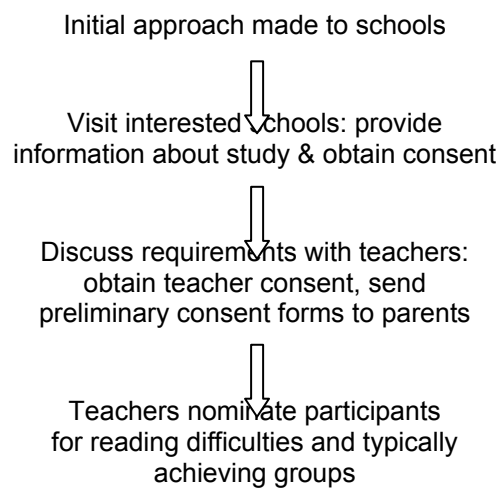 Initial approach made to schools
Visit interested schools: provide
information about study & obtain consent
Discuss requirements with teachers:
obtain teacher consent, send
preliminary consent forms to parents
Teachers nominate participants
for reading difficulties and typically
achieving groups